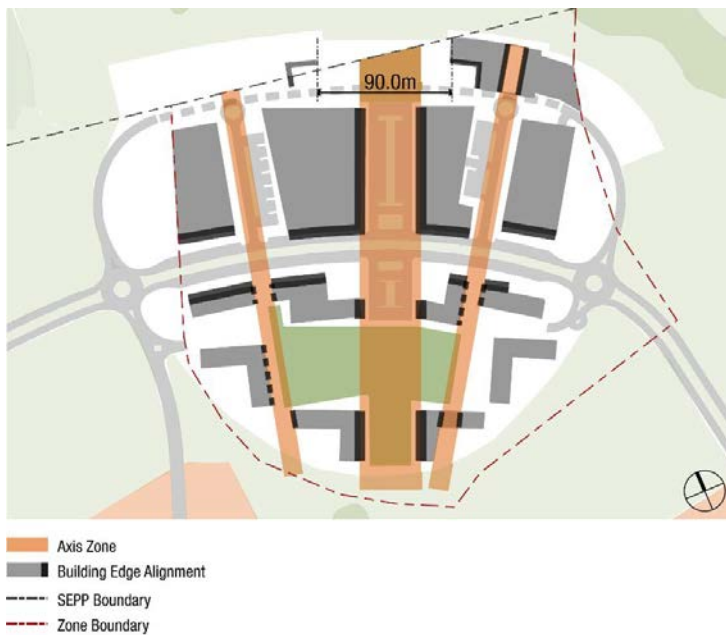 90.0m
Axis Zone
Building Edge Alignment
SEPP Boundary
Zone Boundary